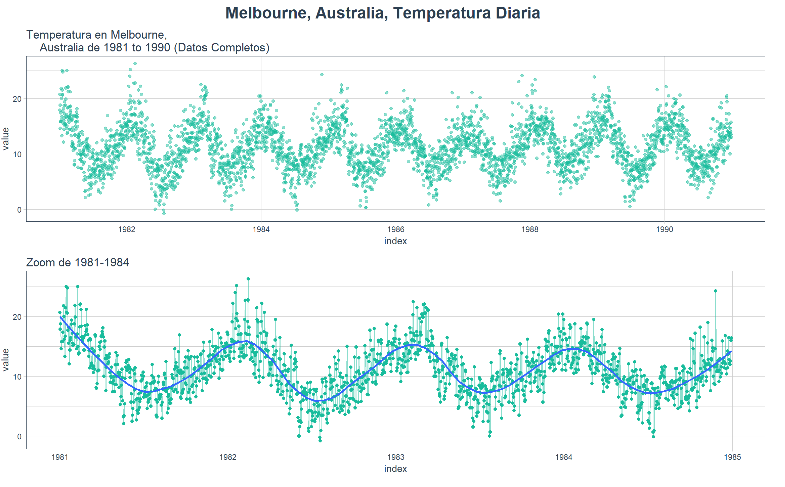 Melbourne, Australia, Temperatura Diaria
Temperatura en Melbourne,
Australia de 1981 to 1990 (Datos Completos)
value
20
10
0
1982 1984 1986 1988 1990
index
Zoom de 1981-1984
value
20
10
0
1981 1982 1983 1984 1985
index